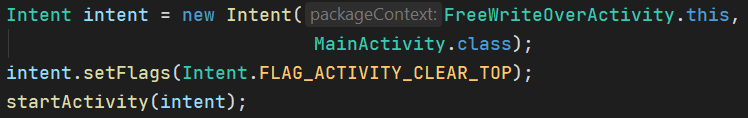 Intent intent = new Intent( packageContext: FreeWriteOverActivity.this,
MainActivity.class);
intent.setFlags(Intent.FLAG_ACTIVITY_CLEAR_TOP);
startActivity(intent);